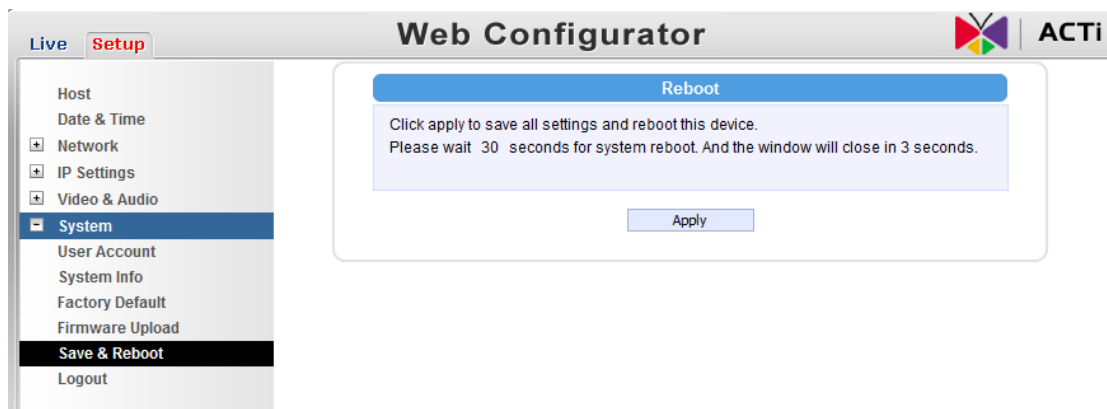 Live Setup Web Configurator ACTi
Host
Date & Time
Network
IP Settings
Video & Audio
System
User Account
System Info
Factory Default
Firmware Upload
Save & Reboot
Logout
Reboot
Click apply to save all settings and reboot this device.
Please wait 30 seconds for system reboot. And the window will close in 3 seconds.
Apply